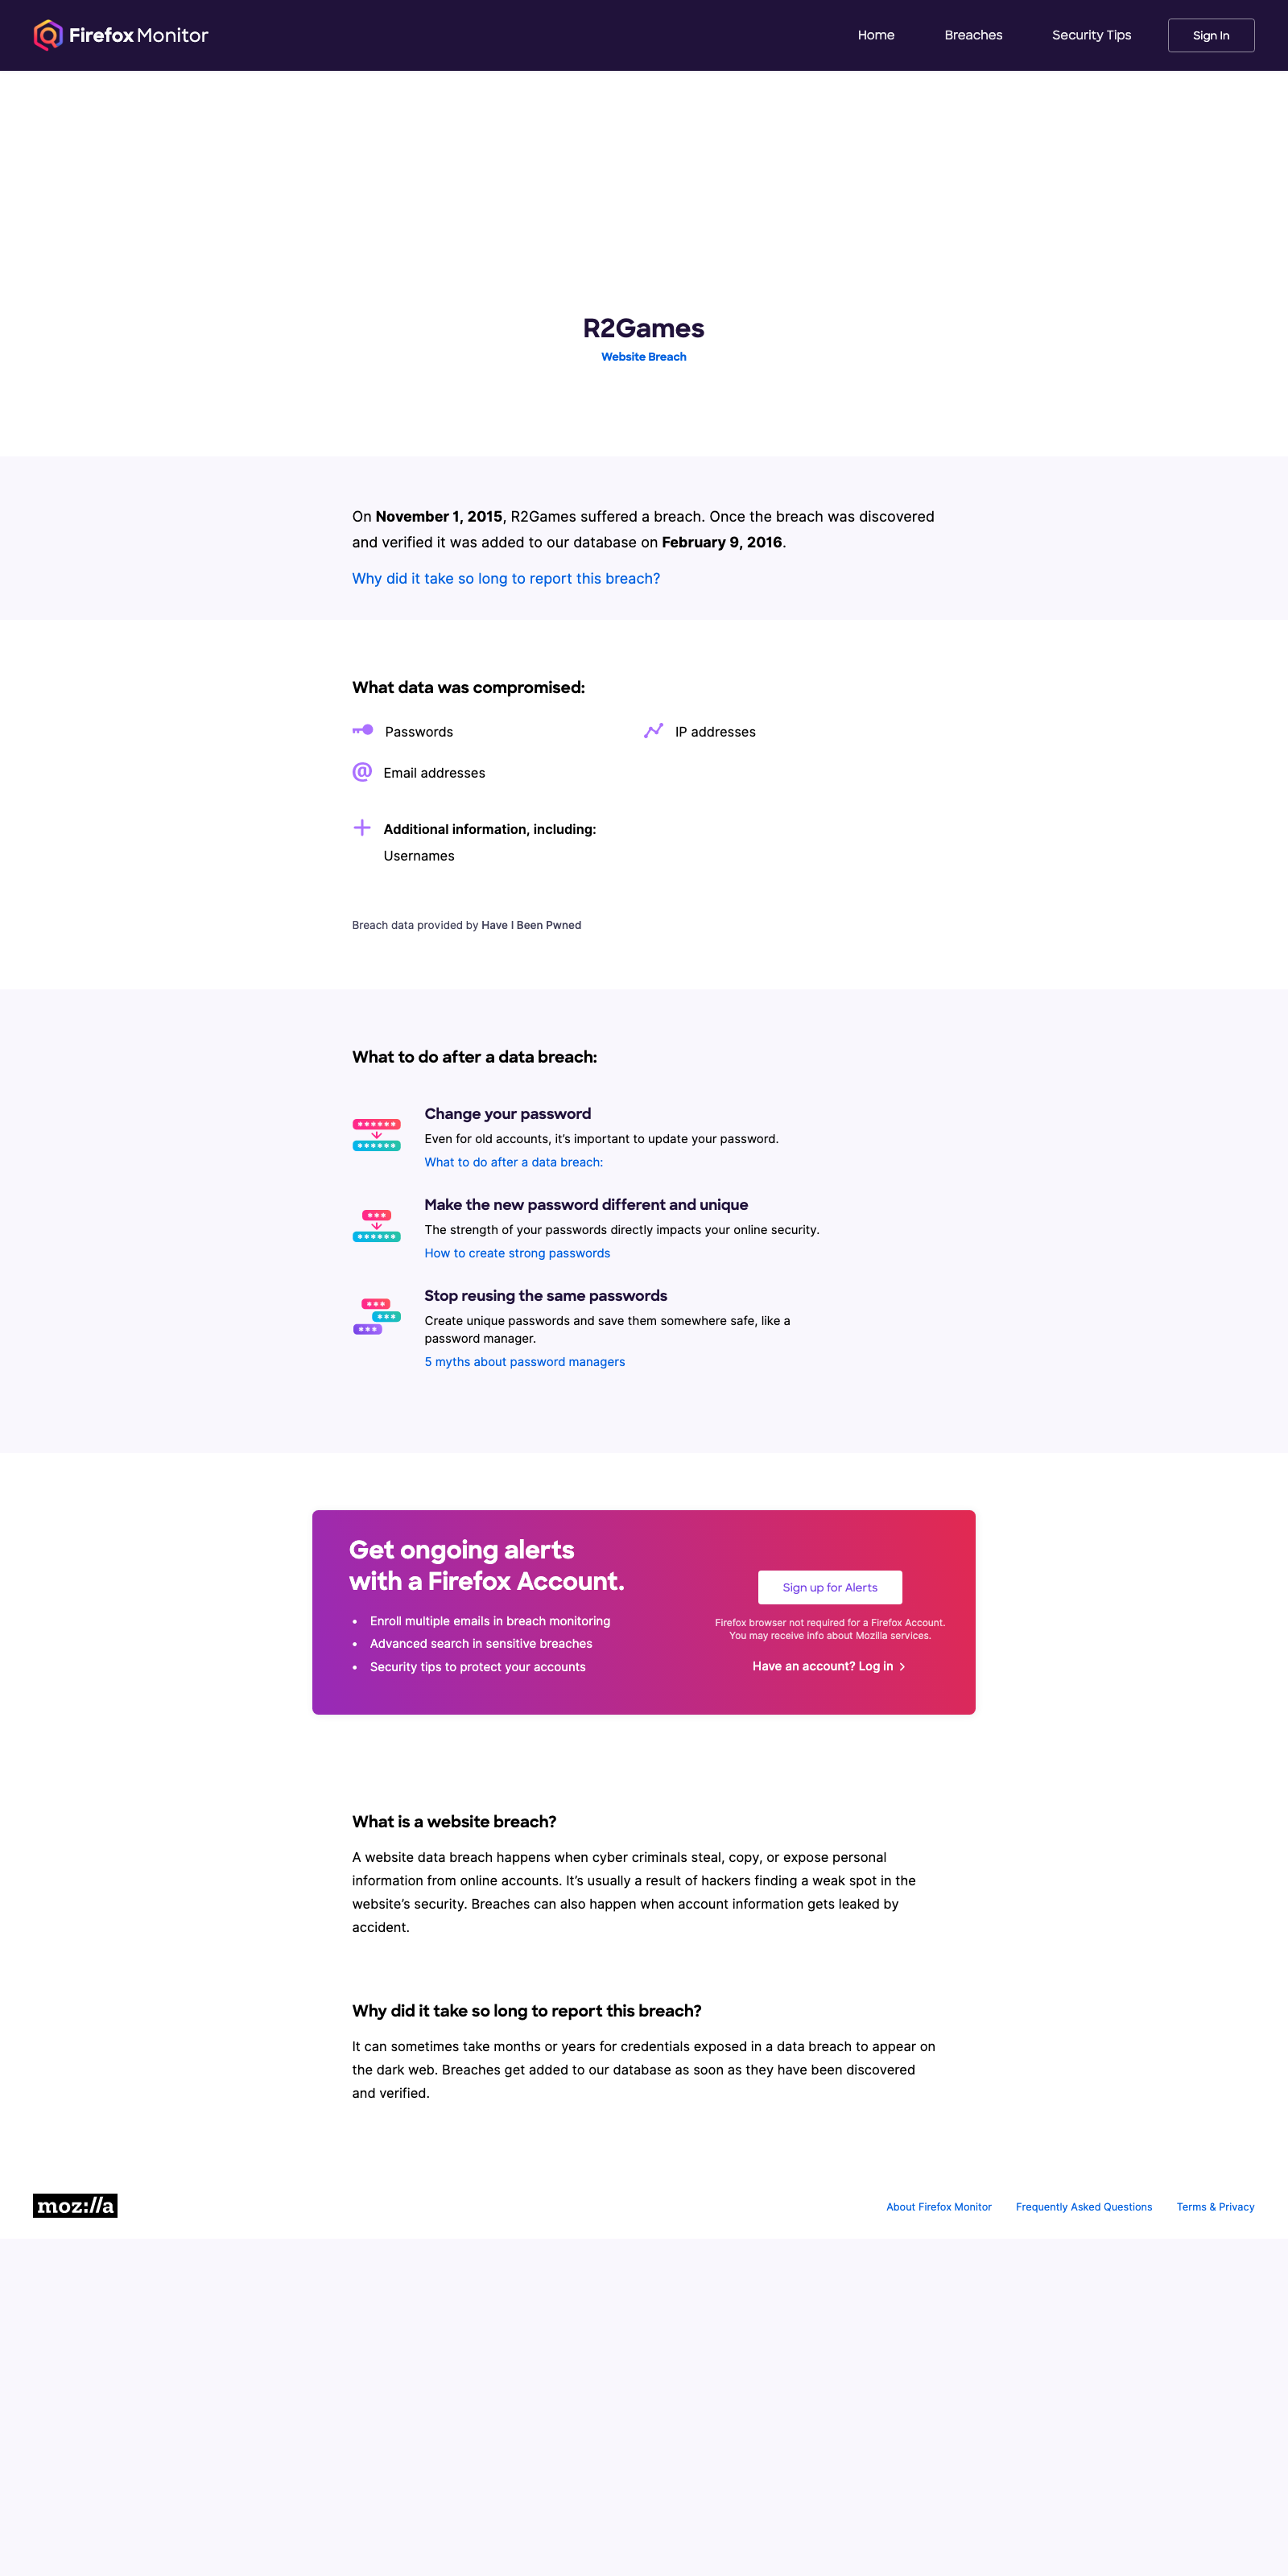 Firefox Monitor
Home
Breaches
Security Tips
Sign In
R2Games
Website Breach
On November 1, 2015, R2Games suffered a breach. Once the breach was discovered
and verified it was added to our database on February 9, 2016.
Why did it take so long to report this breach?
What data was compromised:
Passwords
IP addresses
Email addresses
Additional information, including:
Usernames
Breach data provided by Have I Been Pwned
What to do after a data breach:
Change your password
Even for old accounts, it’s important to update your password.
What to do after a data breach:
Make the new password different and unique
The strength of your passwords directly impacts your online security.
How to create strong passwords
Stop reusing the same passwords
Create unique passwords and save them somewhere safe, like a
password manager.
5 myths about password managers
Get ongoing alerts
with a Firefox Account.
• Enroll multiple emails in breach monitoring
• Advanced search in sensitive breaches
• Security tips to protect your accounts
Sign up for Alerts
Firefox browser not required for a Firefox Account.
You may receive info about Mozilla services.
Have an account? Log in
What is a website breach?
A website data breach happens when cyber criminals steal, copy, or expose personal
information from online accounts. It’s usually a result of hackers finding a weak spot in the
website’s security. Breaches can also happen when account information gets leaked by
accident.
Why did it take so long to report this breach?
It can sometimes take months or years for credentials exposed in a data breach to appear on
the dark web. Breaches get added to our database as soon as they have been discovered
and verified.
moz://a
About Firefox Monitor
Frequently Asked Questions
Terms & Privacy